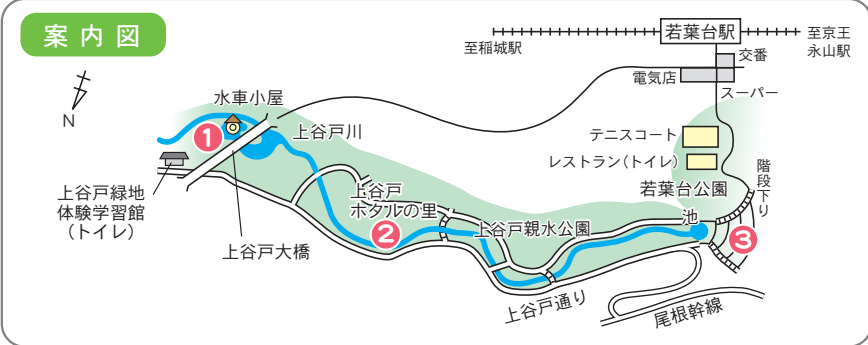 案内図
N
水車小屋
上谷戸川
1
上谷戸緑地
体験学習館
（トイレ）
上谷戸大橋
上谷戸
ホタルの里
2
上谷戸親水公園
上谷戸通り
尾根幹線
至稲城駅
若葉台駅
至京王
永山駅
交番
電気店
スーパー
テニスコート
レストラン（トイレ）
若葉台公園
階段下り
池
3